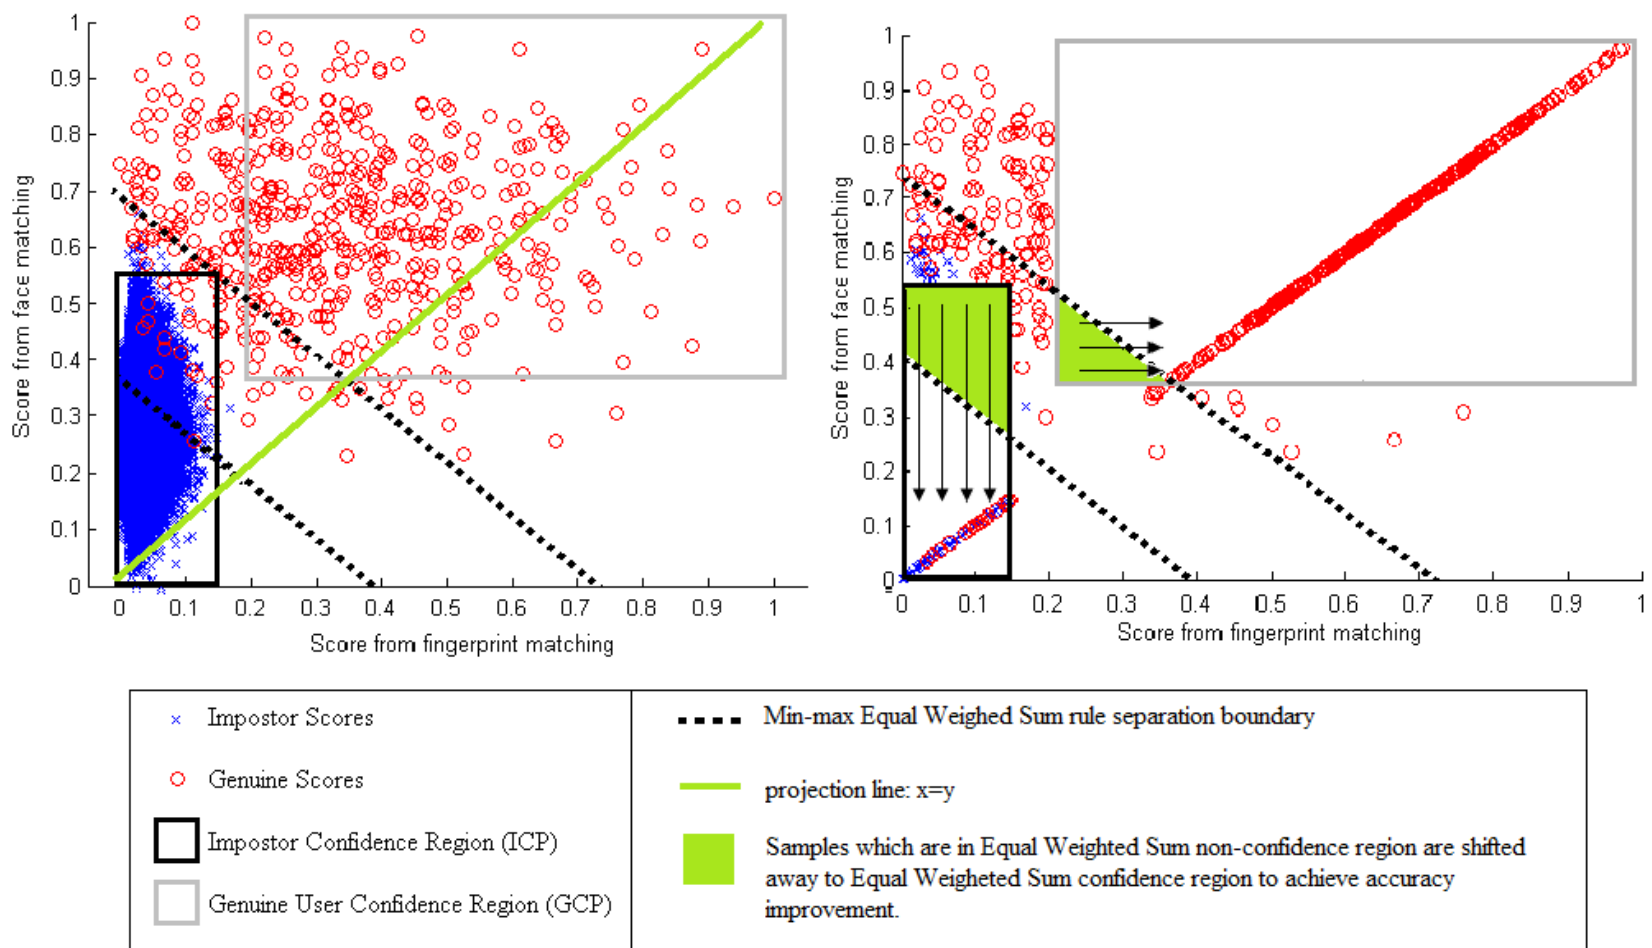 1
0.9
0.8
0.7
0.6
0.5
0.4
0.3
0.2
0.1
0
Score from face matching
0 0.1 0.2 0.3 0.4 0.5 0.6 0.7 0.8 0.9 1
Score from fingerprint matching
1
0.9
0.8
0.7
0.6
0.5
0.4
0.3
0.2
0.1
0
Score from face matching
0 0.1 0.2 0.3 0.4 0.5 0.6 0.7 0.8 0.9 1
Score from fingerprint matching
Impostor Scores
Genuine Scores
Impostor Confidence Region (ICP)
Genuine User Confidence Region (GCP)
Min-max Equal Weighed Sum rule separation boundary
projection line: x=y
Samples which are in Equal Weighted Sum non-confidence region are shifted
away to Equal Weigheted Sum confidence region to achieve accuracy
improvement.